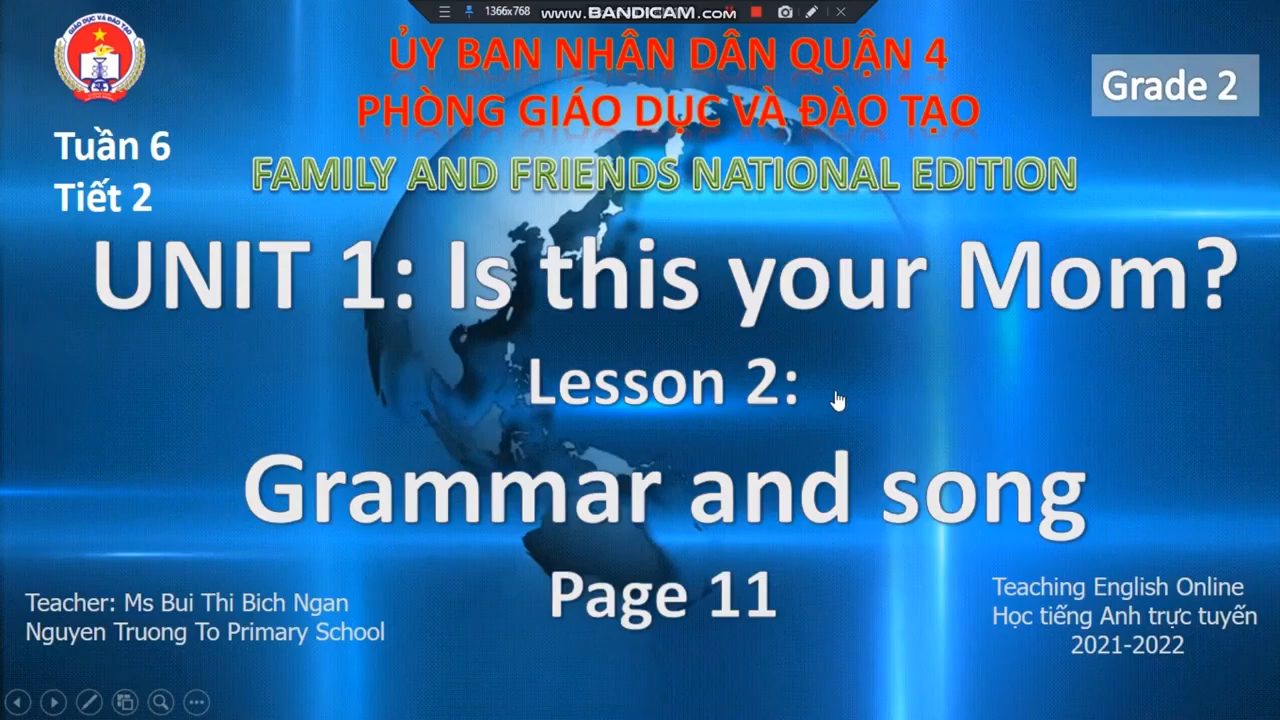 1366x768 www.BANDICAM.com
ỦY BAN NHÂN DÂN QUẬN 4
PHÒNG GIÁO DỤC VÀ ĐÀO TẠO
Grade 2
Tuần 6
Tiết 2
FAMILY AND FRIENDS NATIONAL EDITION
UNIT 1: Is this your Mom?
Lesson 2:
Grammar and song
Page 11
Teacher: Ms Bui Thi Bich Ngan
Nguyen Truong To Primary School
Teaching English Online
Học tiếng Anh trực tuyến
2021-2022